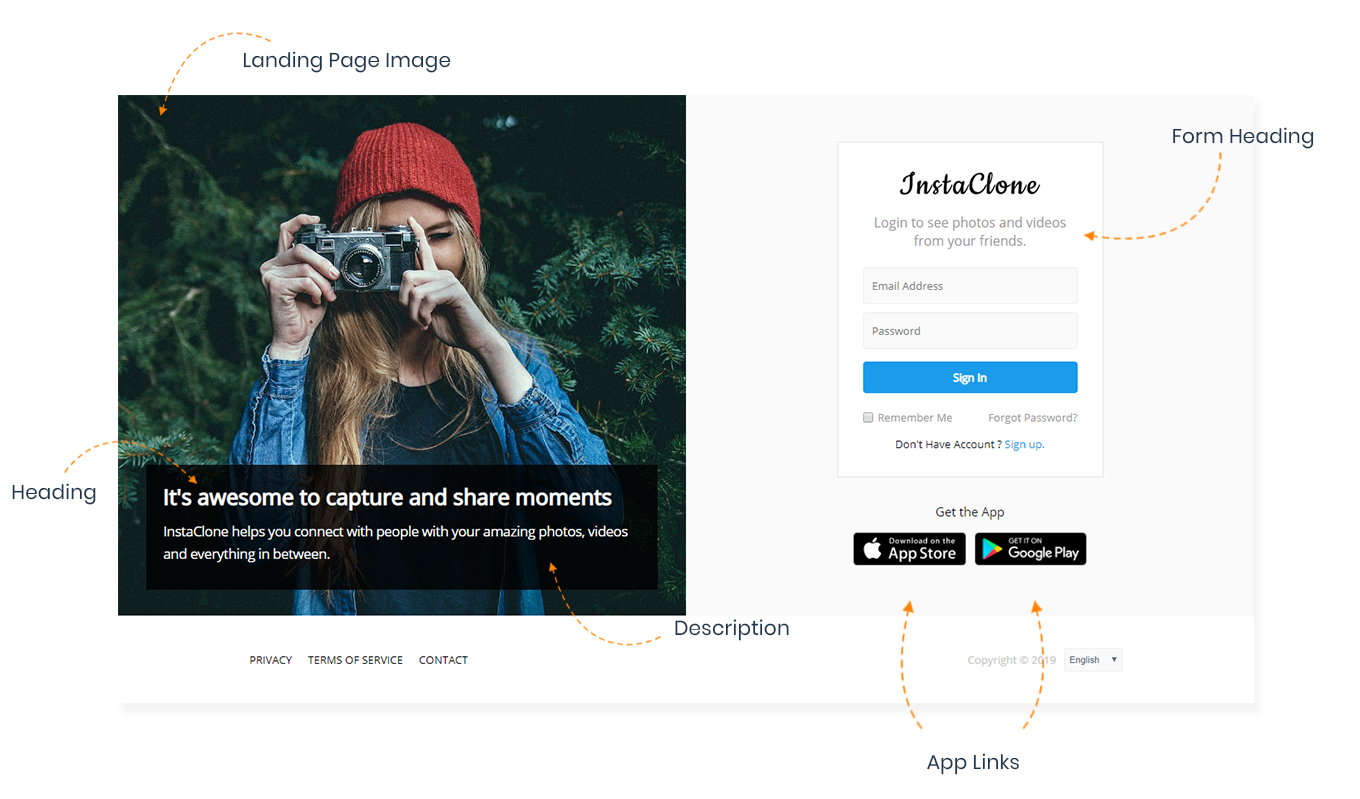 Landing Page Image
Form Heading
InstaClone
Login to see photos and videos
from your friends.
Email Address
Password
Sign In
Remember Me
Forgot Password?
Don't Have Account ? Sign up.
Heading
It's awesome to capture and share moments
InstaClone helps you connect with people with your amazing photos, videos
and everything in between.
Get the App
Download on the
App Store
GET IT ON
Google Play
Description
PRIVACY
TERMS OF SERVICE
CONTACT
Copyright © 2019
English
App Links